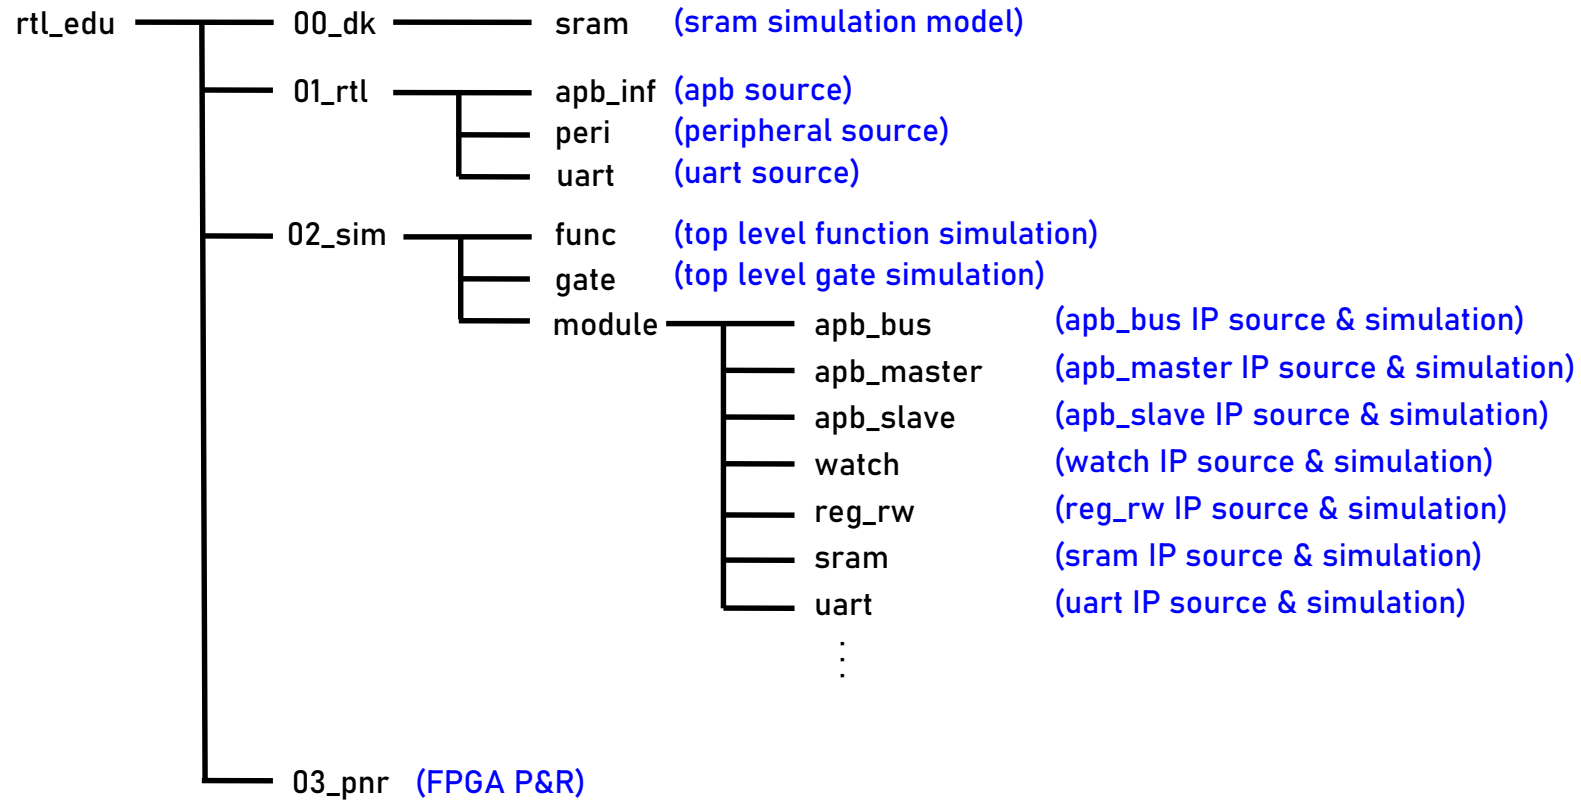 rtl_edu 00_dk sram (sram simulation model)
01_rtl apb_inf (apb source)
peri (peripheral source)
uart (uart source)
02_sim func (top level function simulation)
gate (top level gate simulation)
module apb_bus (apb_bus IP source & simulation)
apb_master (apb_master IP source & simulation)
apb_slave (apb_slave IP source & simulation)
watch (watch IP source & simulation)
reg_rw (reg_rw IP source & simulation)
sram (sram IP source & simulation)
uart (uart IP source & simulation)
⋮
03_pnr (FPGA P&R)